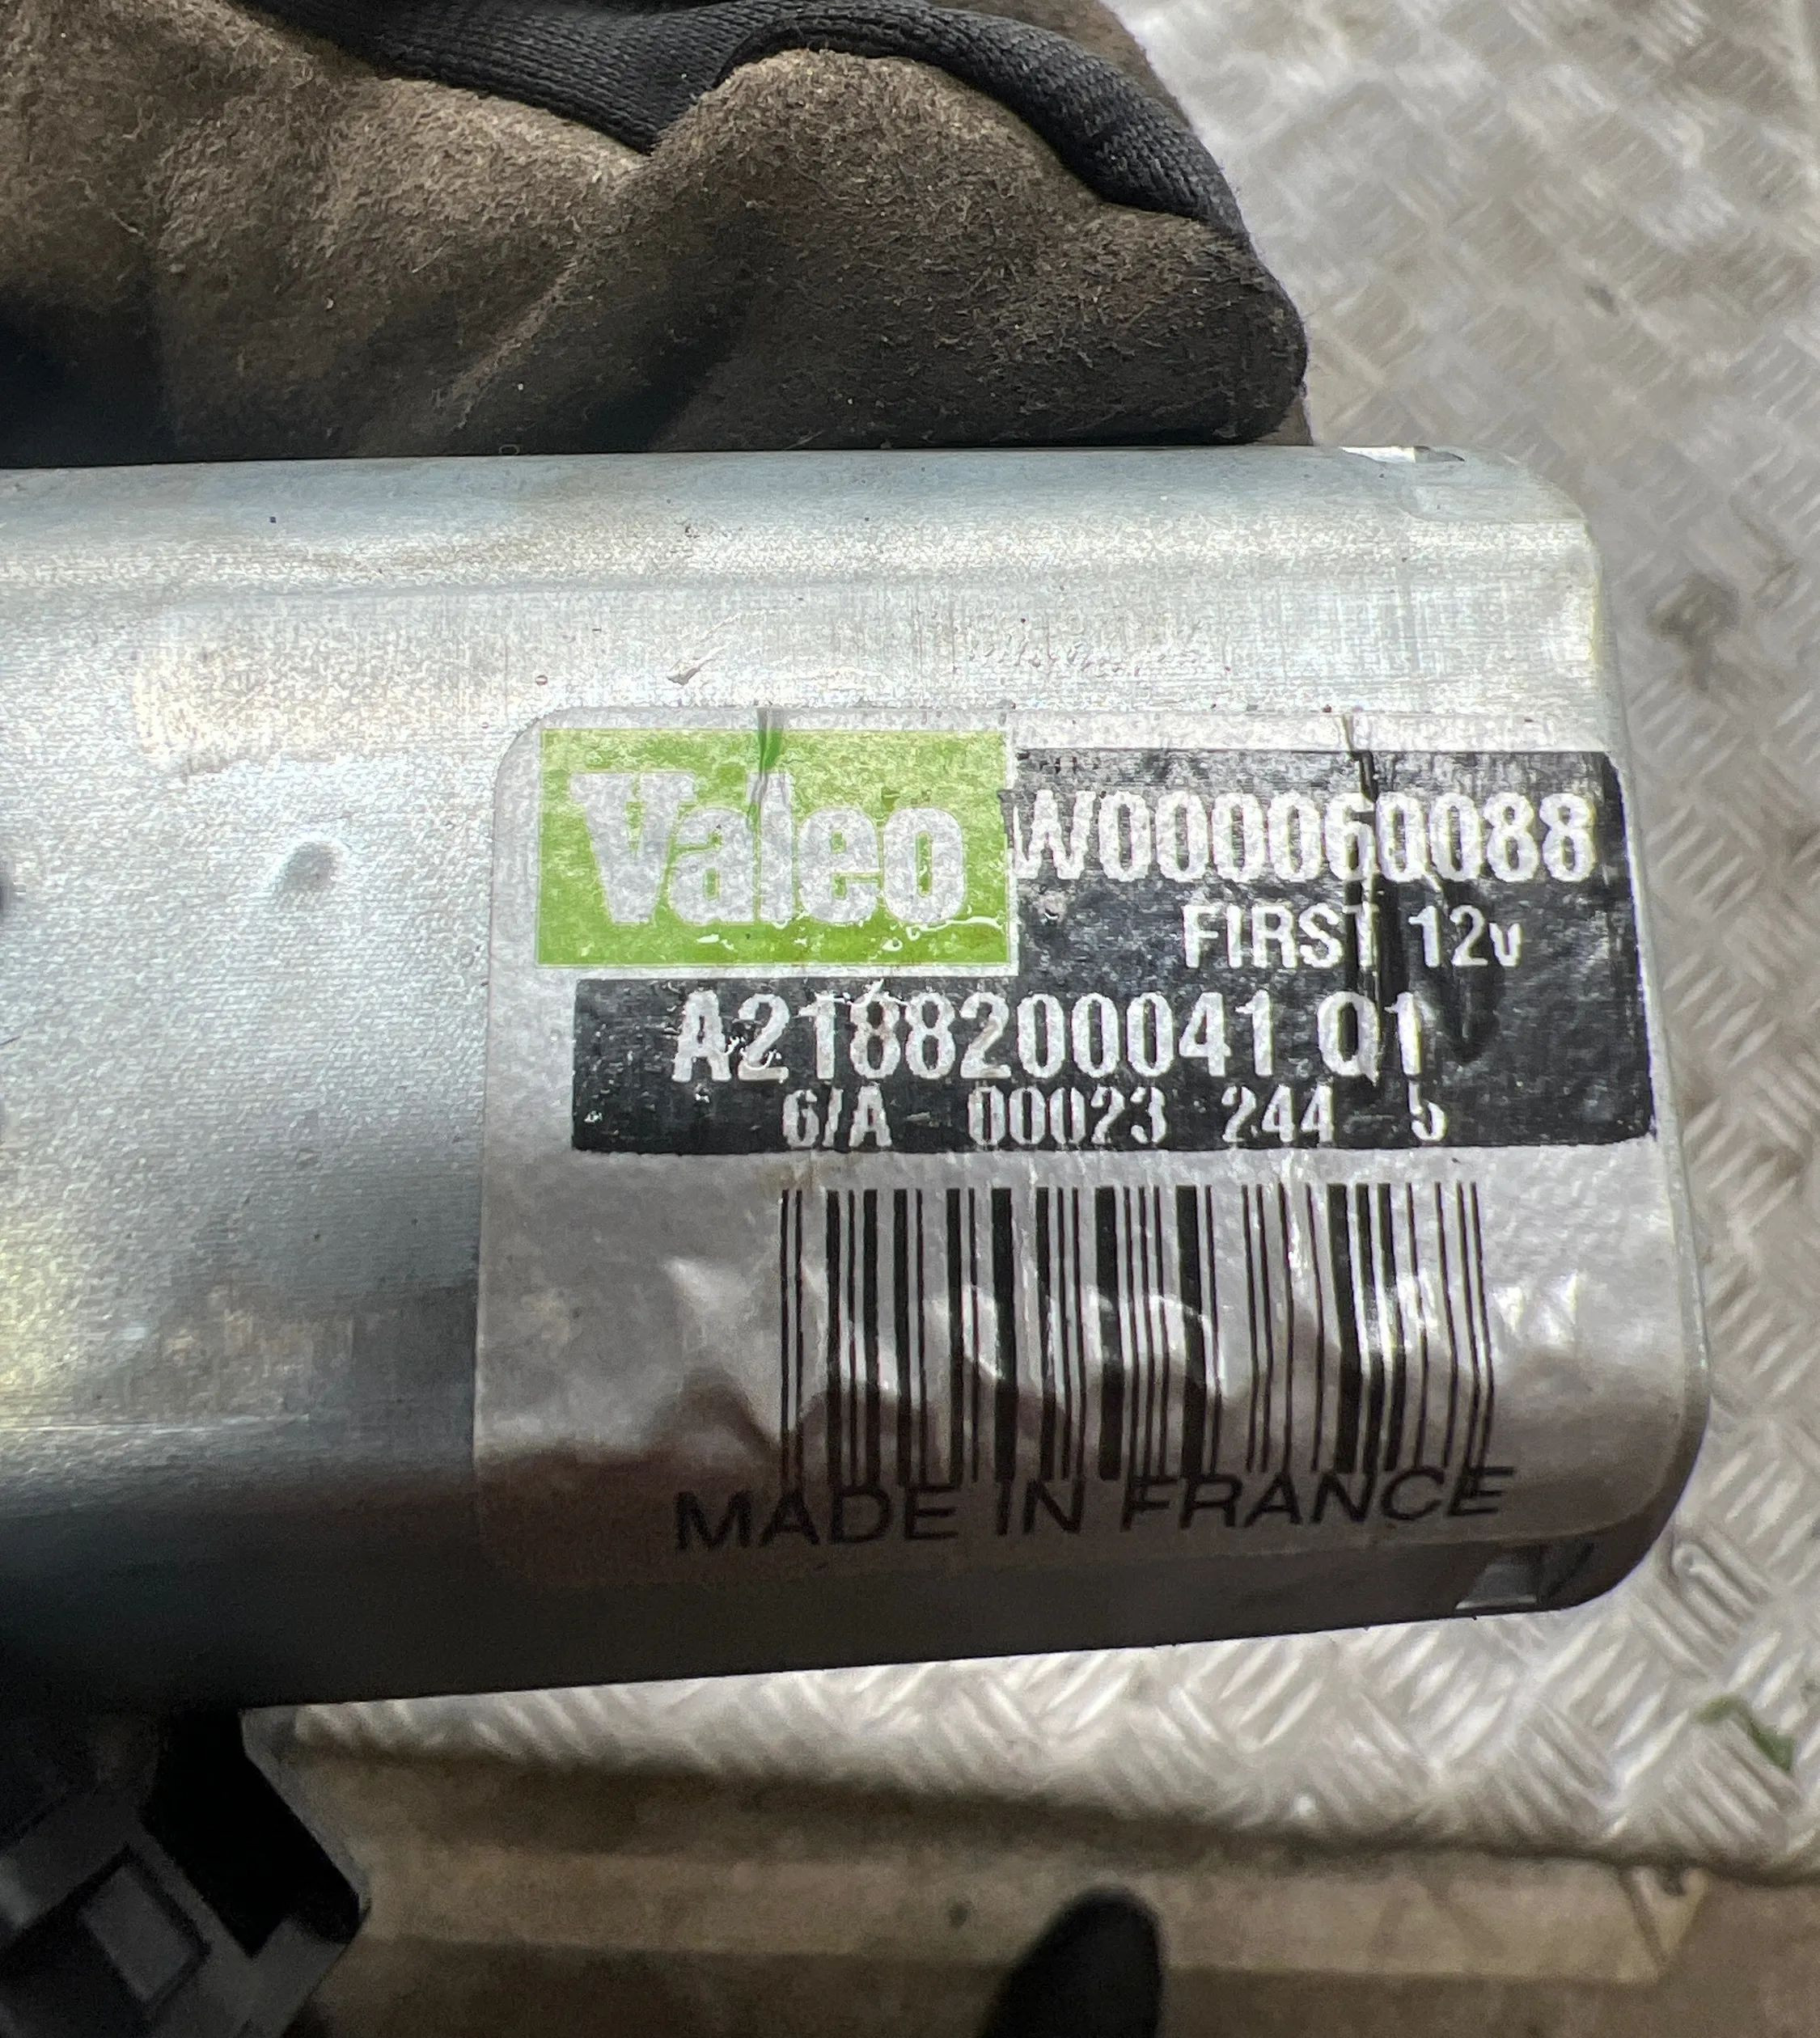 Valeo W000060088
FIRST 12v
A2188200041 Q1
6/A 00023 244 5
MADE IN FRANCE